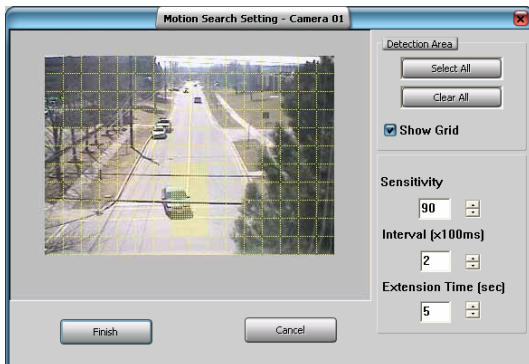 Motion Search Setting - Camera 01
Detection Area
Select All
Clear All
Show Grid
Sensitivity
90
Interval (x100ms)
2
Extension Time (sec)
5
Finish
Cancel